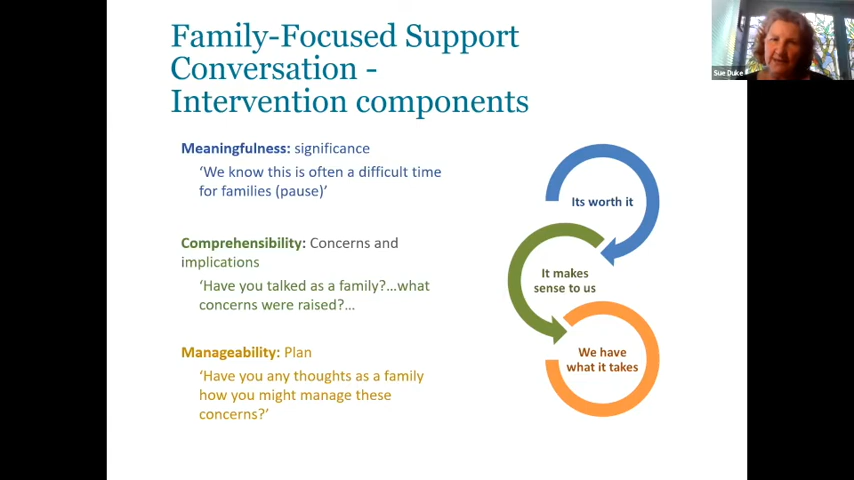 Family-Focused Support
Conversation -
Intervention components
Meaningfulness: significance
‘We know this is often a difficult time
for families (pause)’
Comprehensibility: Concerns and
implications
‘Have you talked as a family?...what
concerns were raised?...
Manageability: Plan
‘Have you any thoughts as a family
how you might manage these
concerns?’
Its worth it
It makes
sense to us
We have
what it takes
Sue Duke